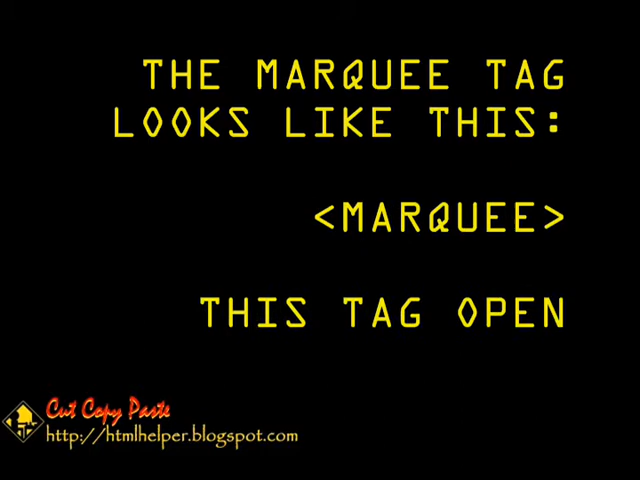 THE MARQUEE TAG
LOOKS LIKE THIS:
<MARQUEE>
THIS TAG OPEN
Cut Copy Paste
http://htmlhelper.blogspot.com